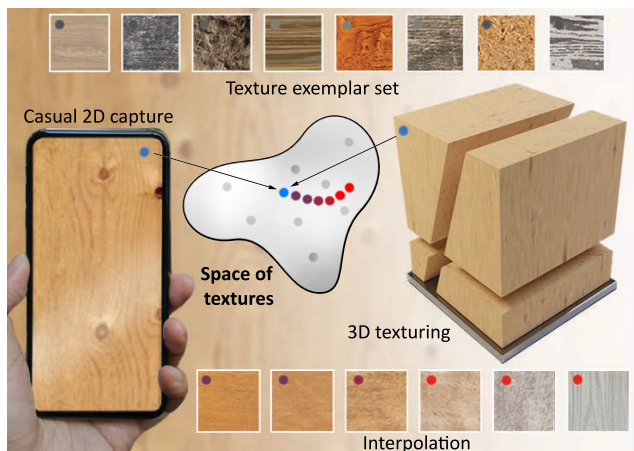 Texture exemplar set
Casual 2D capture
Space of
textures
3D texturing
Interpolation